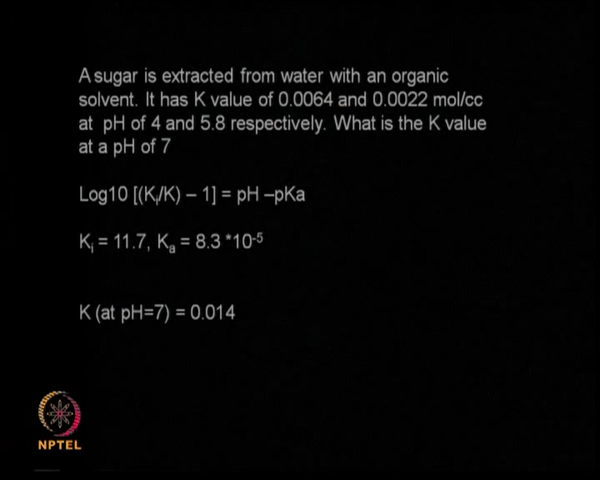 A sugar is extracted from water with an organic
solvent. It has K value of 0.0064 and 0.0022 mol/cc
at pH of 4 and 5.8 respectively. What is the K value
at a pH of 7
Log10 [(Ki/K) – 1] = pH –pKa
Ki = 11.7, Ka = 8.3 *10-5
K (at pH=7) = 0.014
NPTEL